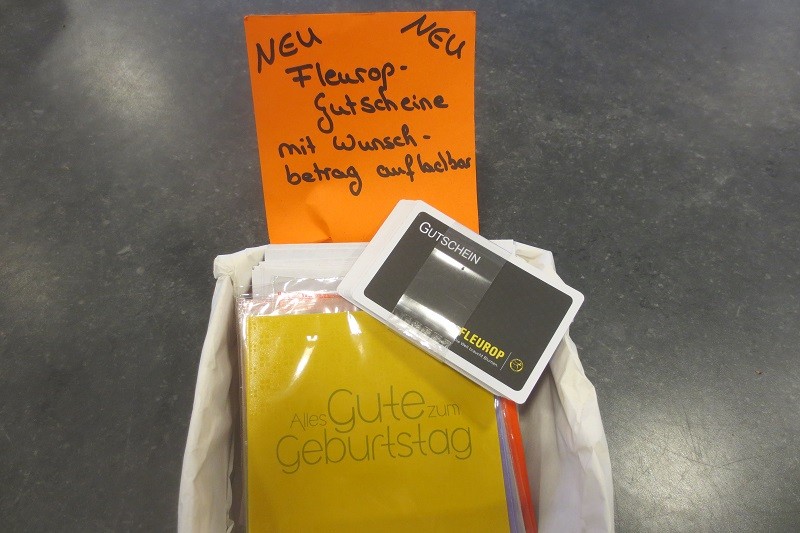 NEU NEU
Fleurop-
Gutscheine
mit Wunsch-
betrag aufladbar
GUTSCHEIN
FLEUROP
Alles Gute zum
Geburtstag